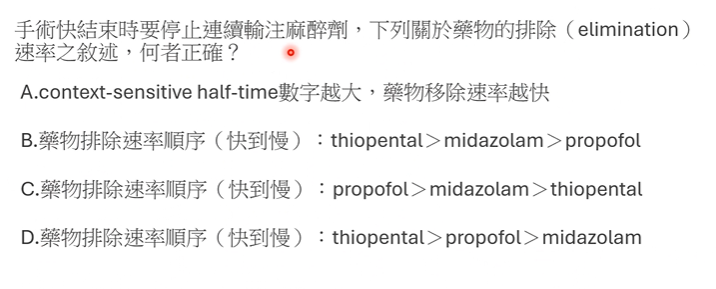 手術快結束時要停止連續輸注麻醉劑，下列關於藥物的排除（elimination）
速率之敘述，何者正確？
A.context-sensitive half-time數字越大，藥物移除速率越快
B.藥物排除速率順序（快到慢）：thiopental＞midazolam＞propofol
C.藥物排除速率順序（快到慢）：propofol＞midazolam＞thiopental
D.藥物排除速率順序（快到慢）：thiopental＞propofol＞midazolam